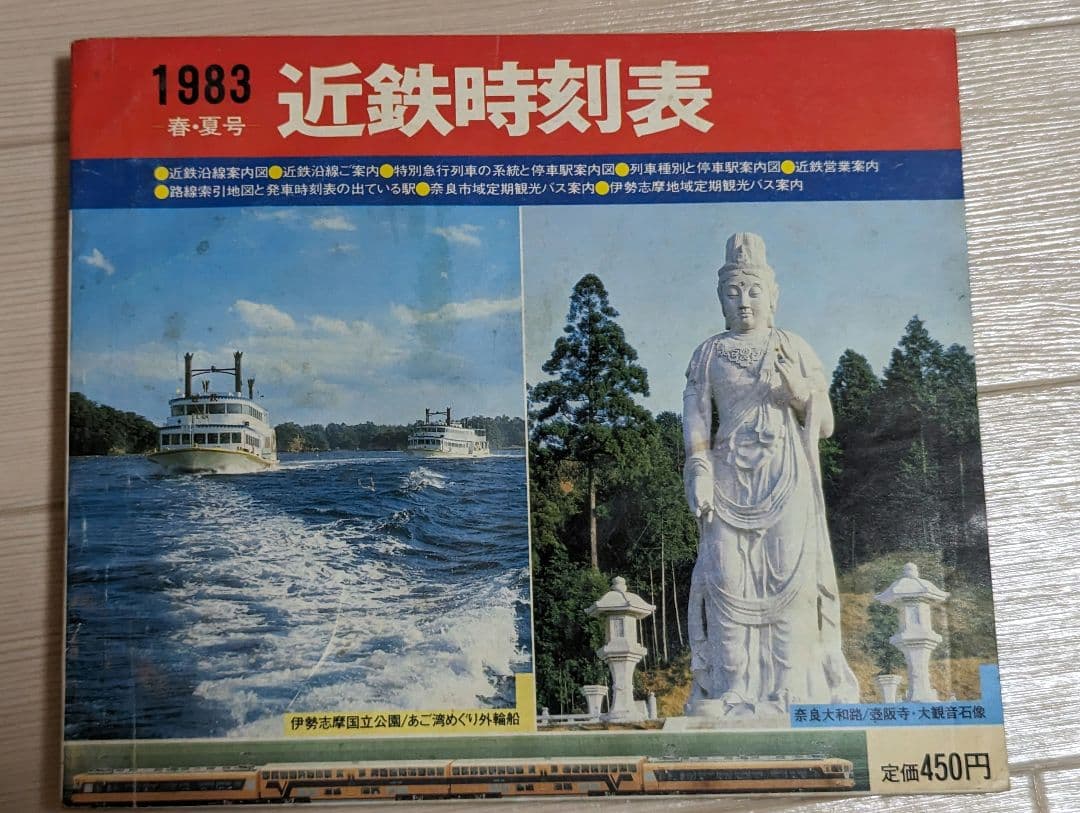 1983 近鉄時刻表
春・夏号
●近鉄沿線案内図●近鉄沿線ご案内●特別急行列車の系統と停車駅案内図●列車種別と停車駅案内図●近鉄営業案内
●路線索引地図と発車時刻表の出ている駅●奈良市域定期観光バス案内●伊勢志摩地域定期観光バス案内
伊勢志摩国立公園/あご湾めぐり外輪船
奈良大和路/壺阪寺・大観音石像
定価450円